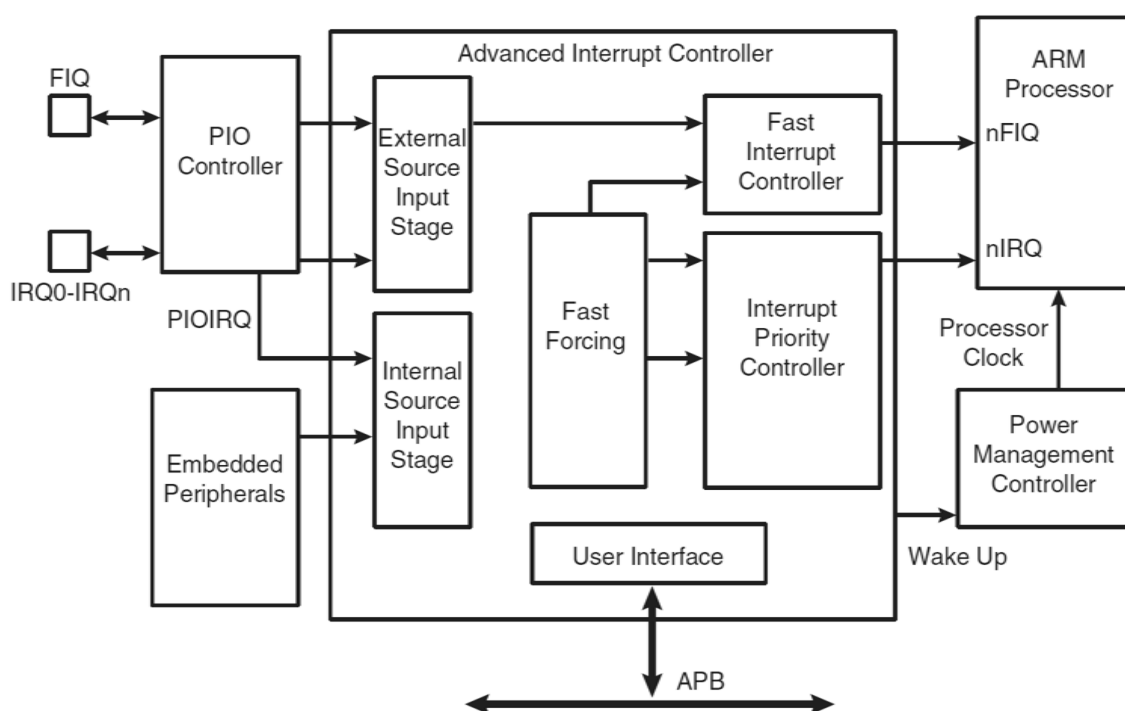 Advanced Interrupt Controller
FIQ
PIO
Controller
IRQ0-IRQn
PIOIRQ
Embedded
Peripherals
External
Source
Input
Stage
Internal
Source
Input
Stage
Fast
Forcing
Fast
Interrupt
Controller
Interrupt
Priority
Controller
User Interface
APB
ARM
Processor
nFIQ
nIRQ
Processor
Clock
Power
Management
Controller
Wake Up